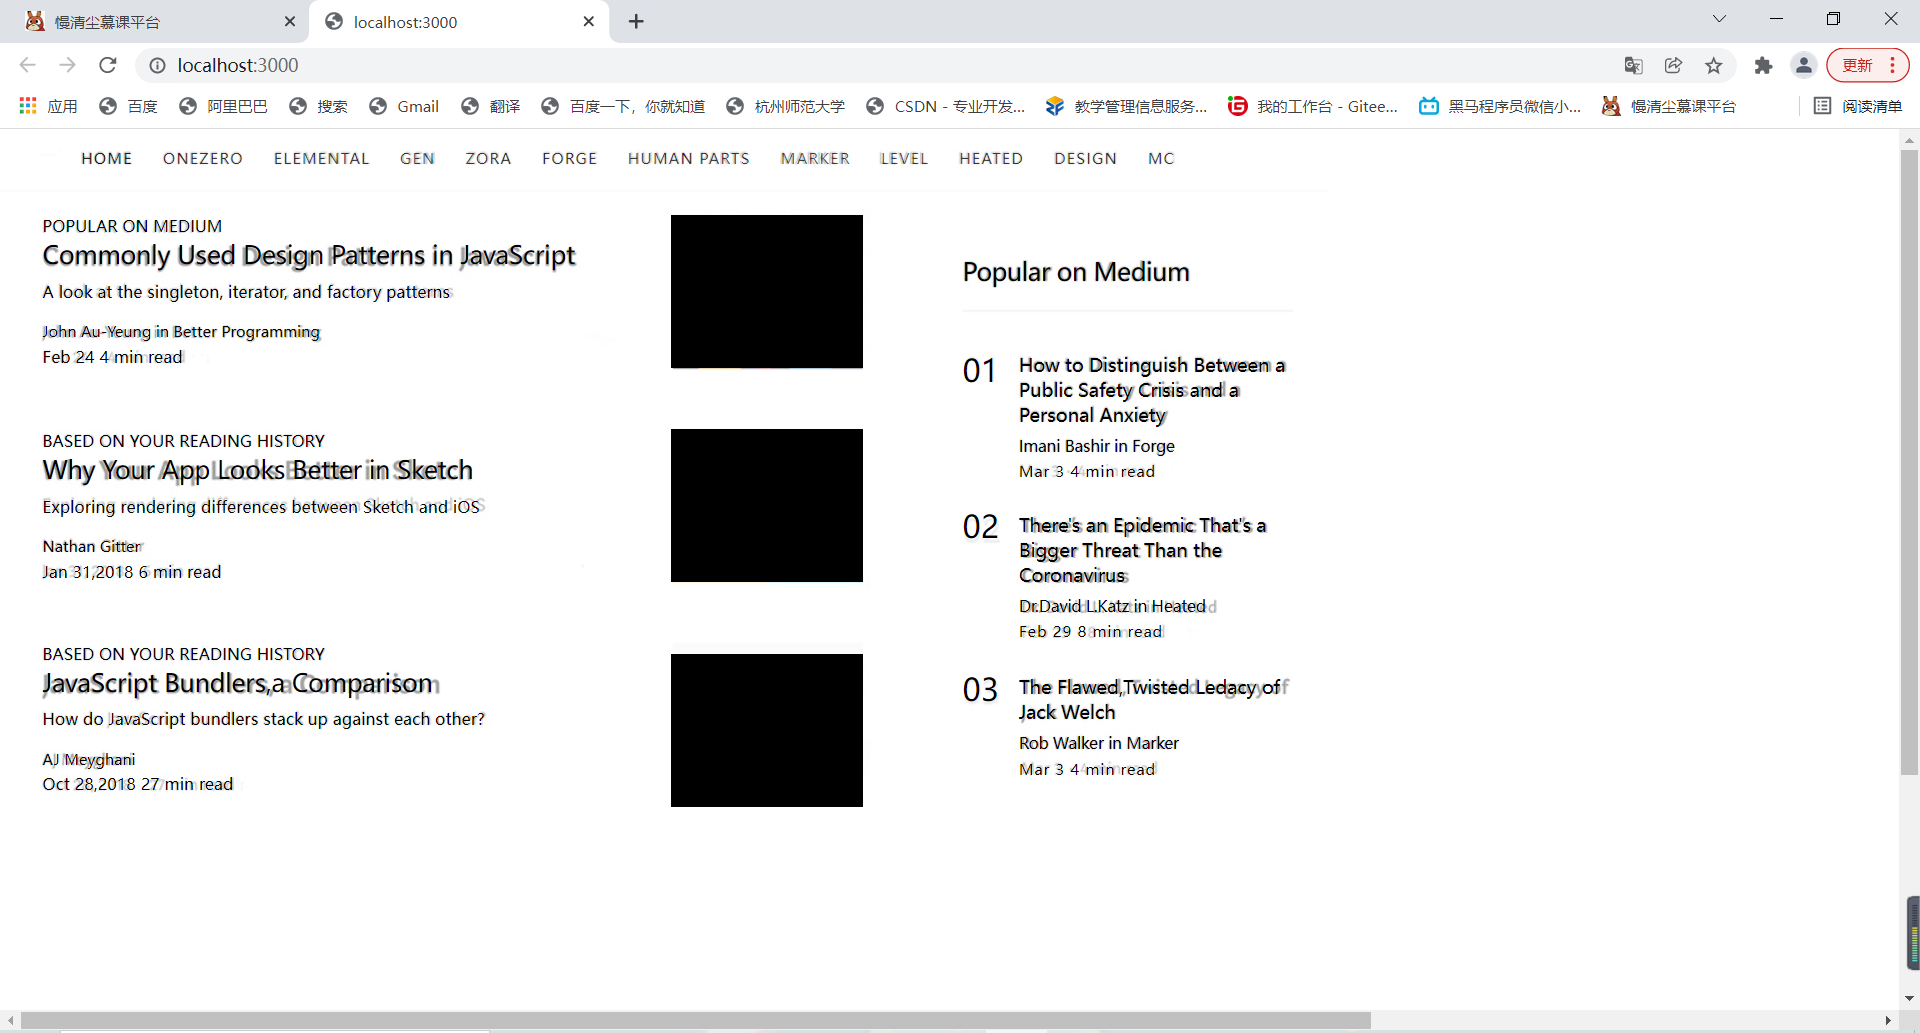 慢清尘慕课平台
localhost:3000
localhost:3000
更新
应用
百度
阿里巴巴
搜索
Gmail
翻译
百度一下，你就知道
杭州师范大学
CSDN - 专业开发...
教学管理信息服务...
我的工作台 - Gitee...
黑马程序员微信小...
慢清尘慕课平台
阅读清单
HOME ONEZERO ELEMENTAL GEN ZORA FORGE HUMAN PARTS MARKER LEVEL HEATED DESIGN MC
POPULAR ON MEDIUM
Commonly Used Design Patterns in JavaScript
A look at the singleton, iterator, and factory patterns
John Au-Yeung in Better Programming
Feb 24 4 min read
BASED ON YOUR READING HISTORY
Why Your App Looks Better in Sketch
Exploring rendering differences between Sketch and iOS
Nathan Gitter
Jan 31,2018 6 min read
BASED ON YOUR READING HISTORY
JavaScript Bundlers,a Comparison
How do JavaScript bundlers stack up against each other?
AJ Meyghani
Oct 28,2018 27 min read
Popular on Medium
01
How to Distinguish Between a
Public Safety Crisis and a
Personal Anxiety
Imani Bashir in Forge
Mar 3 4 min read
02
There's an Epidemic That's a
Bigger Threat Than the
Coronavirus
Dr.David L.Katz in Heated
Feb 29 8 min read
03
The Flawed,Twisted Ledacy of
Jack Welch
Rob Walker in Marker
Mar 3 4 min read